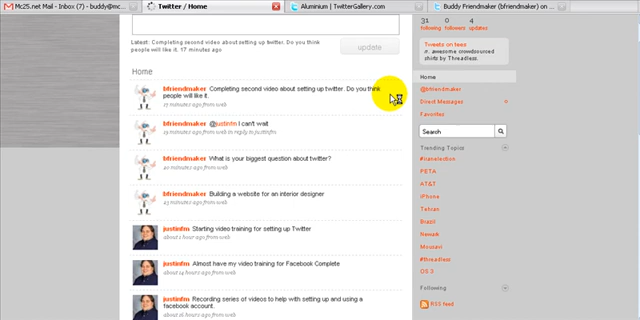 Mc25.net Mail - Inbox (7) - buddy@mc...
Twitter / Home
Aluminium | TwitterGallery.com
Buddy Friendmaker (bfriendmaker) on ...
31 0 4
following followers updates
Latest: Completing second video about setting up twitter. Do you think
people will like it. 17 minutes ago
update
Tweets on tees
n. awesome crowdsourced
shirts by Threadless.
Home
bfriendmaker Completing second video about setting up twitter. Do you think
people will like it.
17 minutes ago from web
bfriendmaker @justinfm I can't wait
19 minutes ago from web in reply to justinfm
bfriendmaker What is your biggest question about twitter?
20 minutes ago from web
bfriendmaker Building a website for an interior designer
minutes ago from web
justinfm Starting video training for setting up Twitter
about 1 hour ago from web
justinfm Almost have my video training for Facebook Complete
about 14 hours ago from web
justinfm Recording series of videos to help with setting up and using a
facebook account.
Home
@bfriendmaker
Direct Messages
Favorites
Search
Trending Topics
#iranelection
PETA
AT&T
iPhone
Tehran
Brazil
Newark
Mousavi
#threadless
OS 3
Following
RSS feed